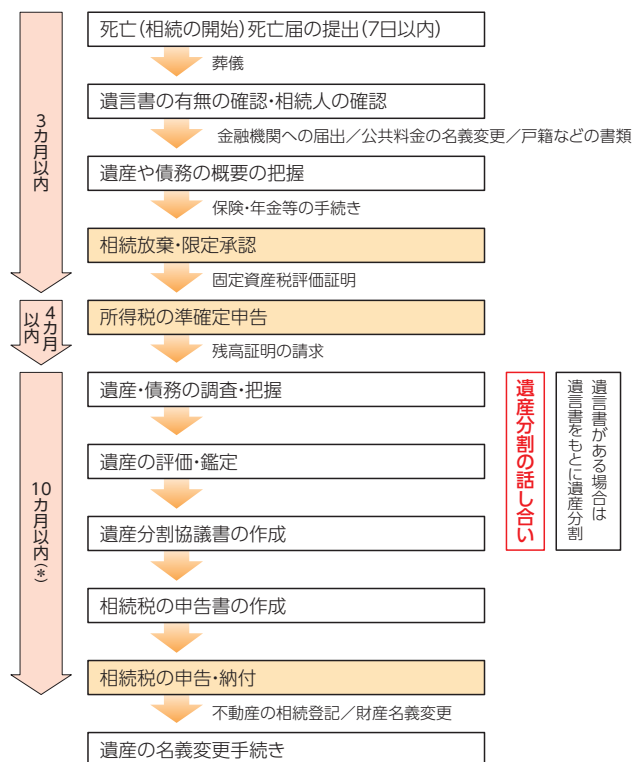 死亡(相続の開始)死亡届の提出(7日以内)
葬儀
遺言書の有無の確認・相続人の確認
金融機関への届出／公共料金の名義変更／戸籍などの書類
遺産や債務の概要の把握
保険・年金等の手続き
相続放棄・限定承認
固定資産税評価証明
3カ月以内
所得税の準確定申告
4カ月
以内
残高証明の請求
遺産・債務の調査・把握
遺産の評価・鑑定
遺産分割協議書の作成
相続税の申告書の作成
相続税の申告・納付
10カ月以内(*)
遺産分割の話し合い
遺言書がある場合は
遺言書をもとに遺産分割
不動産の相続登記／財産名義変更
遺産の名義変更手続き